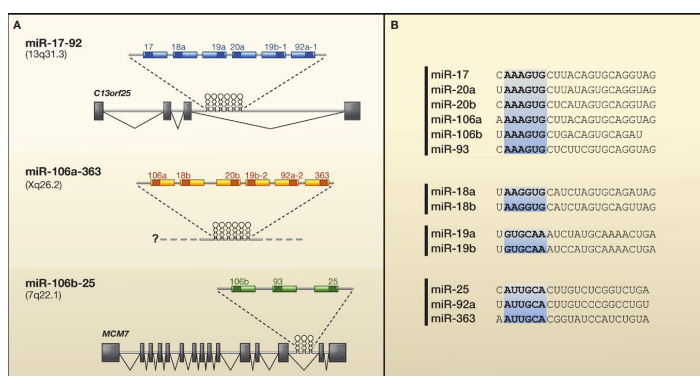 A
miR-17-92
(13q31.3)
17 18a 19a 20a 19b-1 92a-1
C13orf25
miR-106a-363
(Xq26.2)
106a 18b 20b 19b-2 92a-2 363
?
miR-106b-25
(7q22.1)
106b 93 25
MCM7
B
miR-17 CAAAGUGCUUACAGUGCAGGUAG
miR-20a UAAAGUGCUUAUAGUGCAGGUAG
miR-20b CAAAGUGCUCAUAGUGCAGGUAG
miR-106a AAAAGUGCUUACAGUGCAGGUAG
miR-106b UAAAGUGCUGACAGUGCAGAU
miR-93 CAAAGUGCUCUUCGUGCAGGUAG
miR-18a UAAGGUGCAUCUAGUGCAGAUAG
miR-18b UAAGGUGCAUCUAGUGCAGUUAG
miR-19a UGUGCAAAUCUAUGCAAAACUGA
miR-19b UGUGCAAAUCCAUGCAAAACUGA
miR-25 CAUUGCACUUGUCUCGGUCUGA
miR-92a UAUUGCACUUGUCCCGGCCUGU
miR-363 AAUUGCACGGUAUCCAUCUGUA